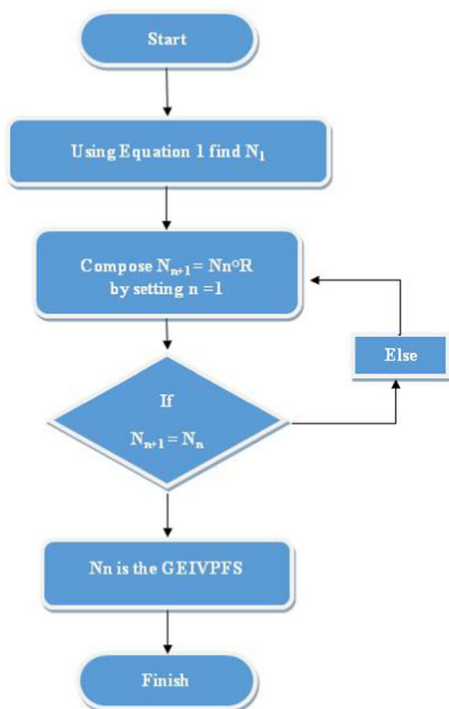 Start
Using Equation 1 find N₁
Compose Nₙ₊₁ = Nn○R
by setting n =1
Else
If
Nₙ₊₁ = Nₙ
Nn is the GEIVPFS
Finish